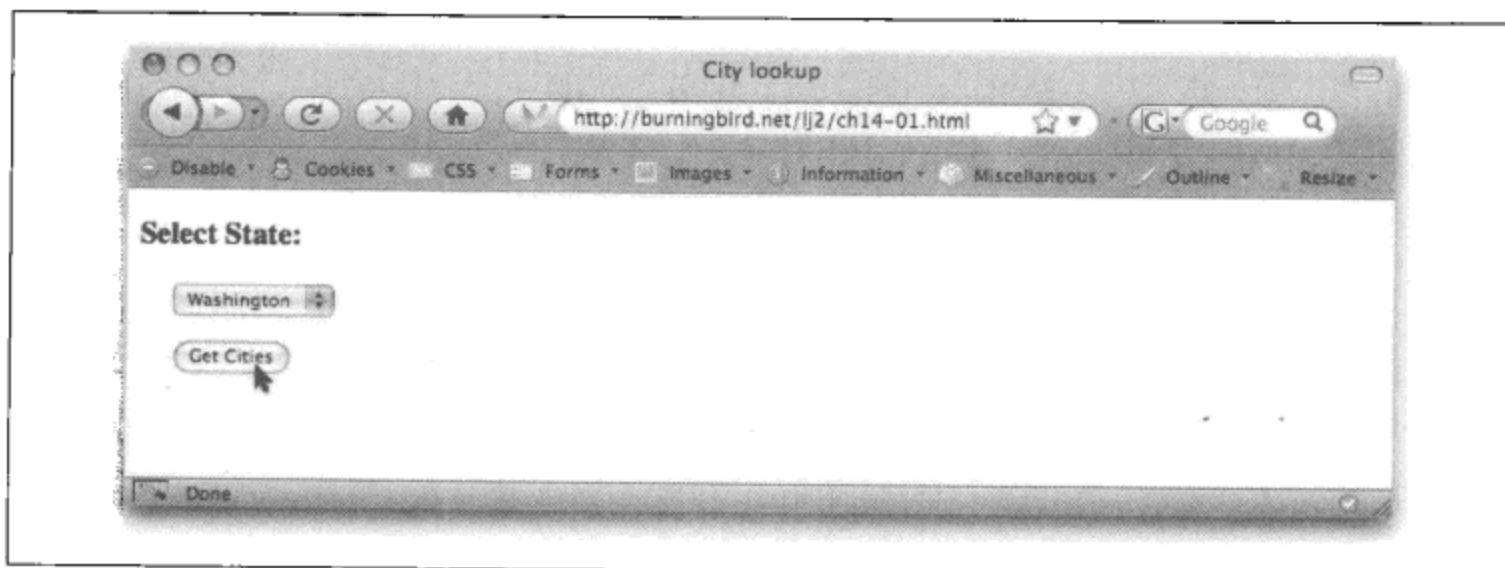 City lookup
http://burningbird.net/lj2/ch14-01.html
G Google
Disable Cookies CSS Forms Images Information Miscellaneous Outline Resize
Select State:
Washington
Get Cities
Done